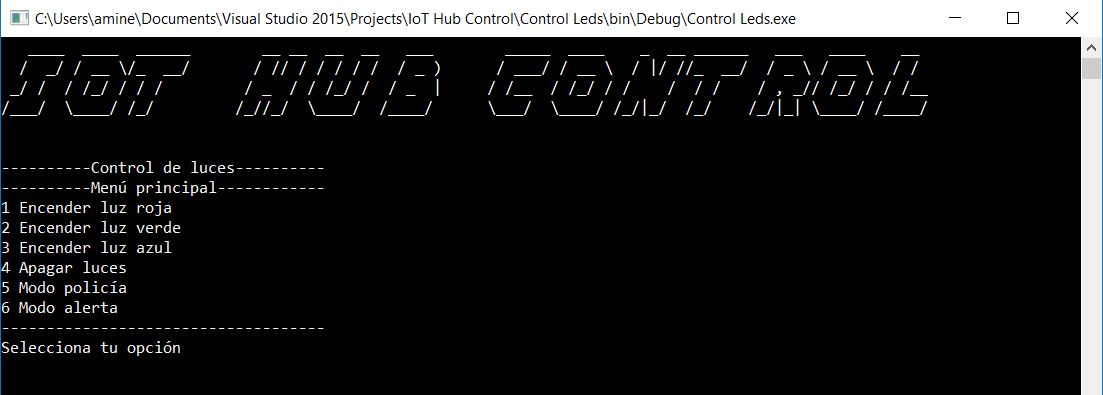 C:\Users\amine\Documents\Visual Studio 2015\Projects\IoT Hub Control\Control Leds\bin\Debug\Control Leds.exe
IOT HUB CONTROL
----------Control de luces----------
----------Menú principal------------
1 Encender luz roja
2 Encender luz verde
3 Encender luz azul
4 Apagar luces
5 Modo policía
6 Modo alerta
------------------------------------
Selecciona tu opción